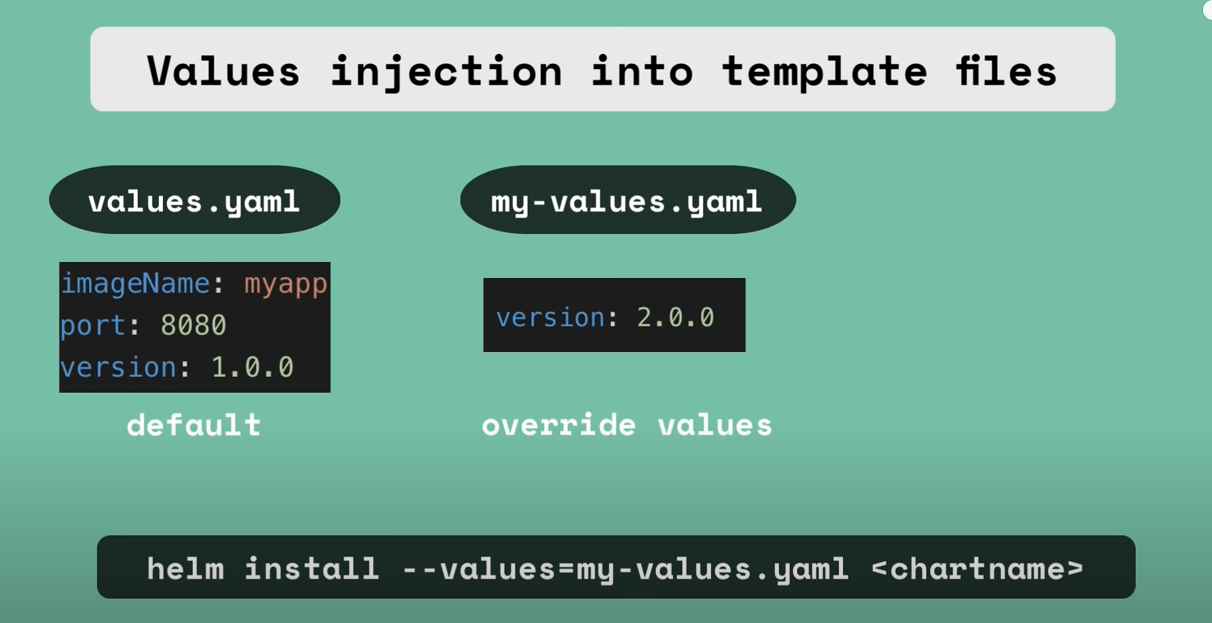 Values injection into template files
values.yaml
my-values.yaml
imageName: myapp
port: 8080
version: 1.0.0
version: 2.0.0
default
override values
helm install --values=my-values.yaml <chartname>